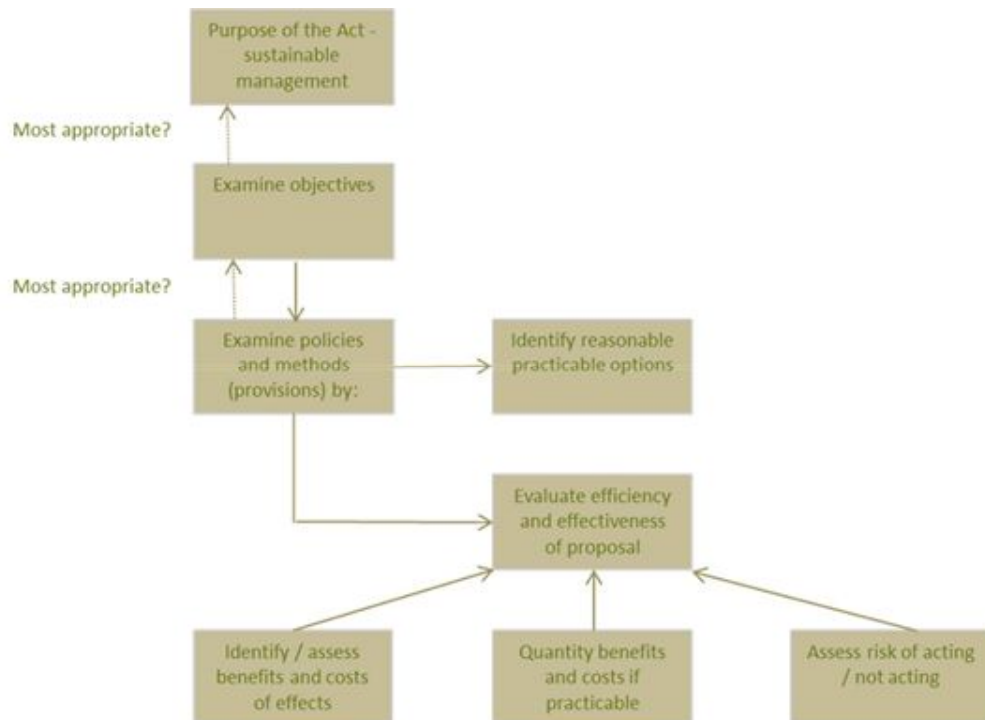 Purpose of the Act -
sustainable
management
Most appropriate?
Examine objectives
Most appropriate?
Examine policies
and methods
(provisions) by:
Identify reasonable
practicable options
Evaluate efficiency
and effectiveness
of proposal
Identify / assess
benefits and costs
of effects
Quantity benefits
and costs if
practicable
Assess risk of acting
/ not acting